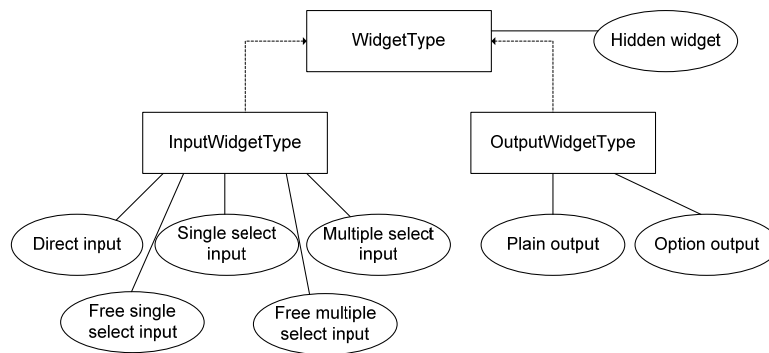 WidgetType
Hidden widget
InputWidgetType
OutputWidgetType
Direct input
Single select
input
Multiple select
input
Plain output
Option output
Free single
select input
Free multiple
select input